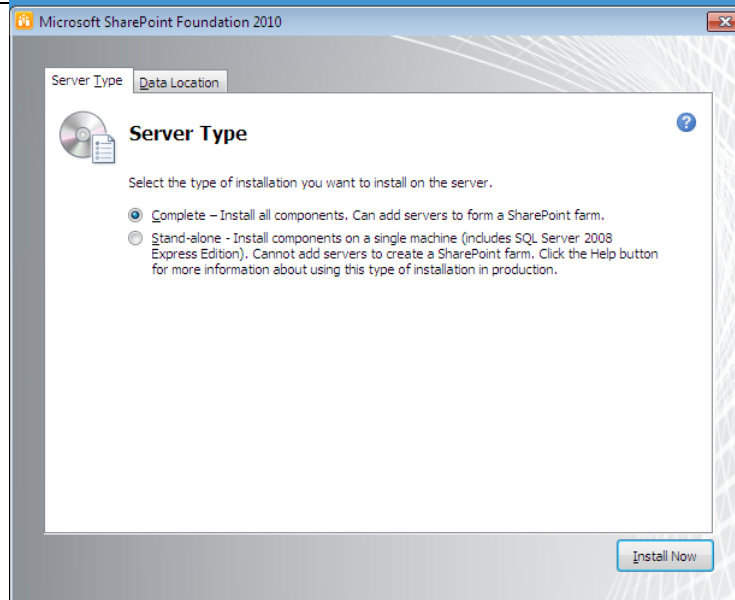 Microsoft SharePoint Foundation 2010
Server Type
Data Location
Server Type
Select the type of installation you want to install on the server.
Complete – Install all components. Can add servers to form a SharePoint farm.
Stand-alone - Install components on a single machine (includes SQL Server 2008
Express Edition). Cannot add servers to create a SharePoint farm. Click the Help button
for more information about using this type of installation in production.
Install Now